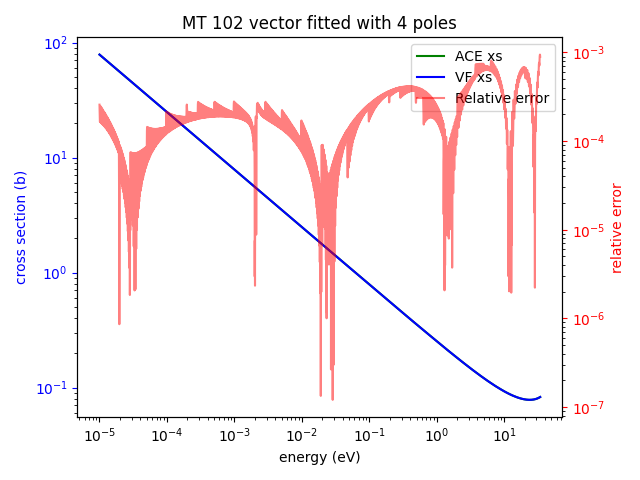 MT 102 vector fitted with 4 poles
ACE xs
VF xs
Relative error
10^2
10^1
10^0
10^-1
cross section (b)
10^-3
10^-4
10^-5
10^-6
10^-7
relative error
10^-5 10^-4 10^-3 10^-2 10^-1 10^0 10^1
energy (eV)